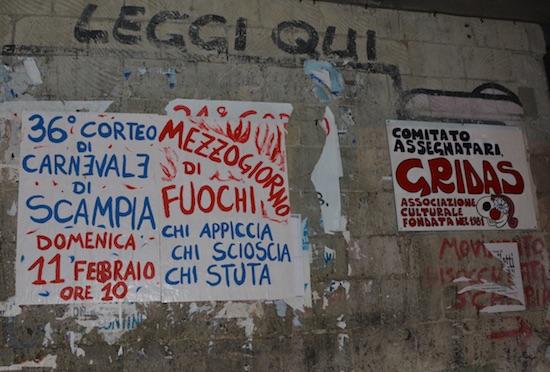 LEGGI QUI
36° CORTEO
DI
CARNEVALE
DI
SCAMPIA
DOMENICA
11 FEBBRAIO
ORE 10
MEZZOGIORNO
DI
FUOCHI
CHI APPICCIA
CHI SCIOSCIA
CHI STUTA
COMITATO
ASSEGNATARI
GRIDAS
ASSOCIAZIONE
CULTURALE
FONDATA NEL 1981
SCAMPIA